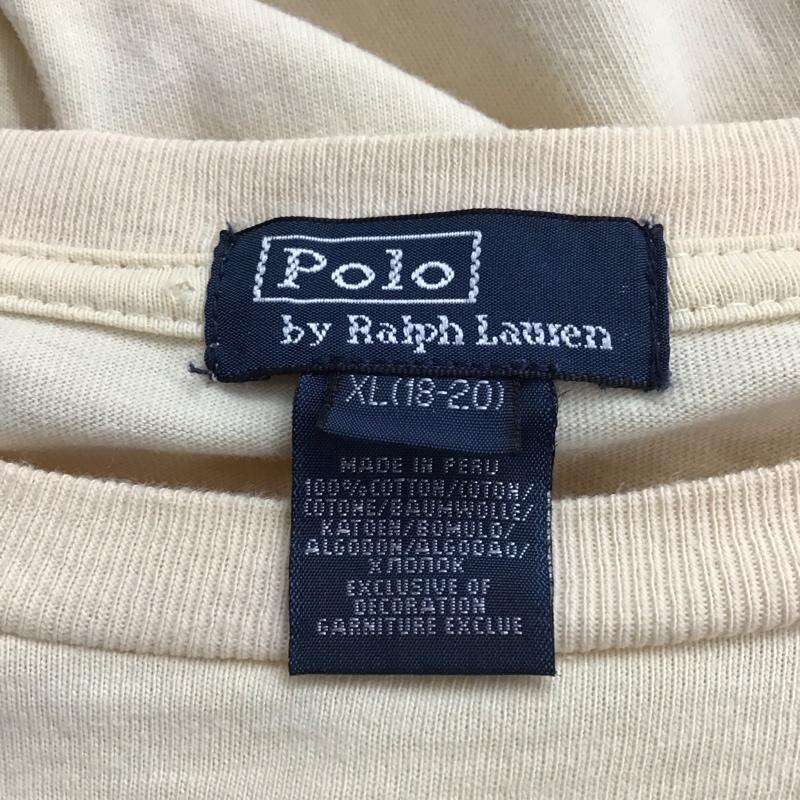 Polo
by Ralph Lauren
XL(18-20)
MADE IN PERU
100%COTTON/COTON/
COTONE/BAUMWOLLE/
KATOEN/BOMULD/
ALGODON/ALGODAO/
ХЛОПОК
EXCLUSIVE OF
DECORATION
GARNITURE EXCLUE